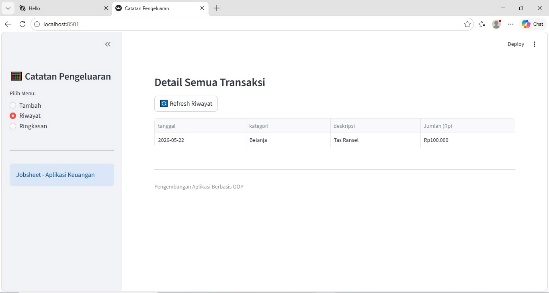 Hello
Catatan Pengeluaran
localhost:8501
Chat
Deploy
Catatan Pengeluaran
Pilih Menu:
Tambah
Riwayat
Ringkasan
Jobsheet - Aplikasi Keuangan
Detail Semua Transaksi
Refresh Riwayat
tanggal kategori deskripsi Jumlah (Rp)
2026-05-22 Belanja Tas Ransel Rp100.000
Pengembangan Aplikasi Berbasis OOP